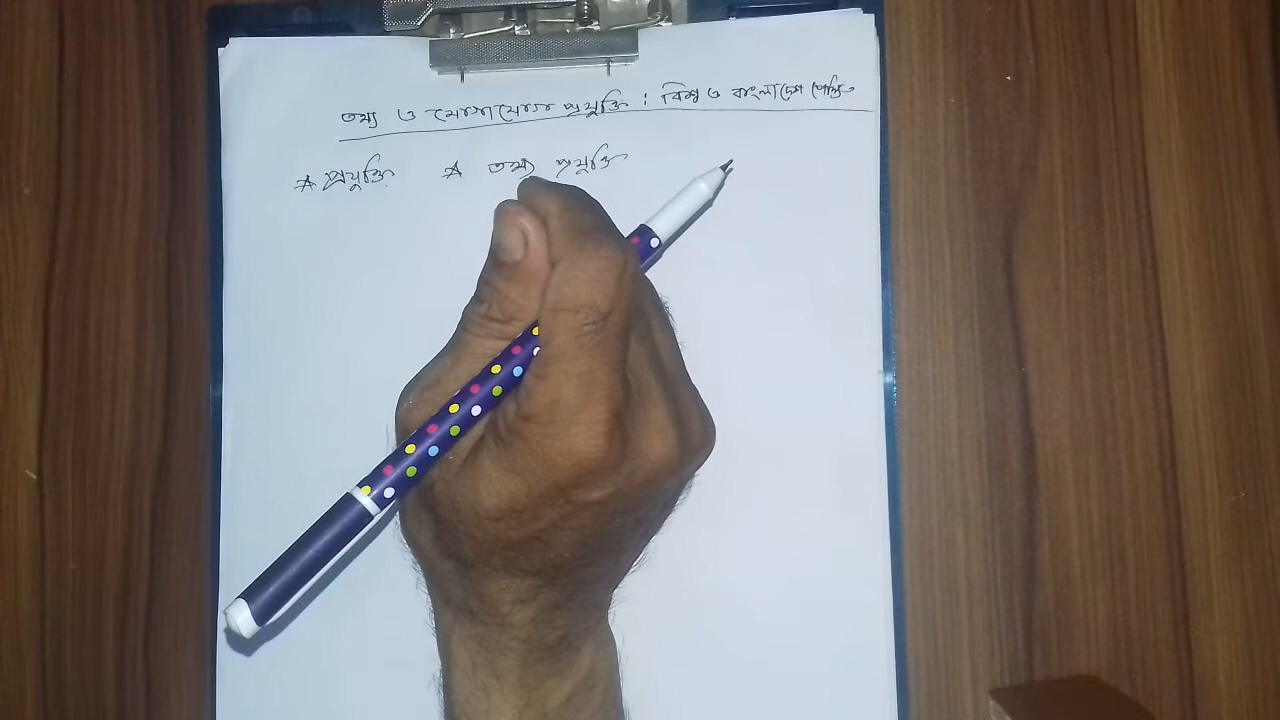 তথ্য ও যোগাযোগ প্রযুক্তি : বিশ্ব ও বাংলাদেশ প্রেক্ষিত
* প্রযুক্তি * তথ্য প্রযুক্তি